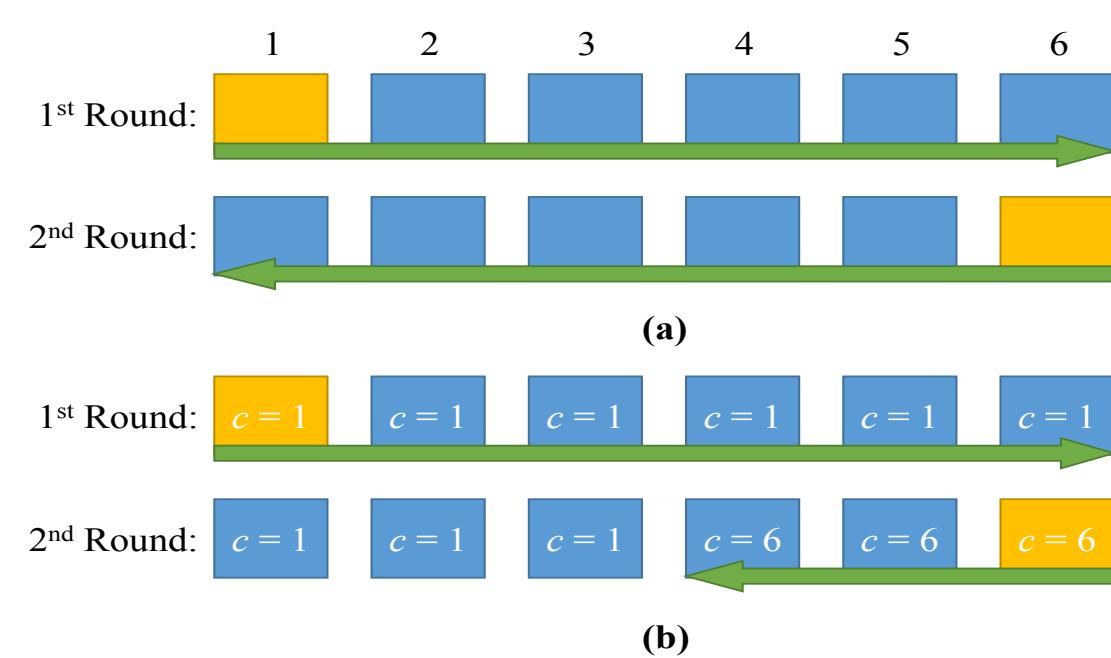 1 2 3 4 5 6
1st Round:
2nd Round:
(a)
1st Round: c = 1 c = 1 c = 1 c = 1 c = 1 c = 1
2nd Round: c = 1 c = 1 c = 1 c = 6 c = 6 c = 6
(b)